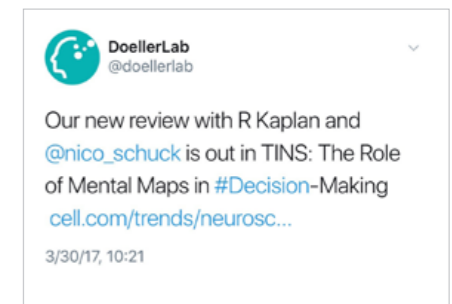 DoellerLab
@doellerlab
Our new review with R Kaplan and
@nico_schuck is out in TINS: The Role
of Mental Maps in #Decision-Making
cell.com/trends/neurosc...
3/30/17, 10:21